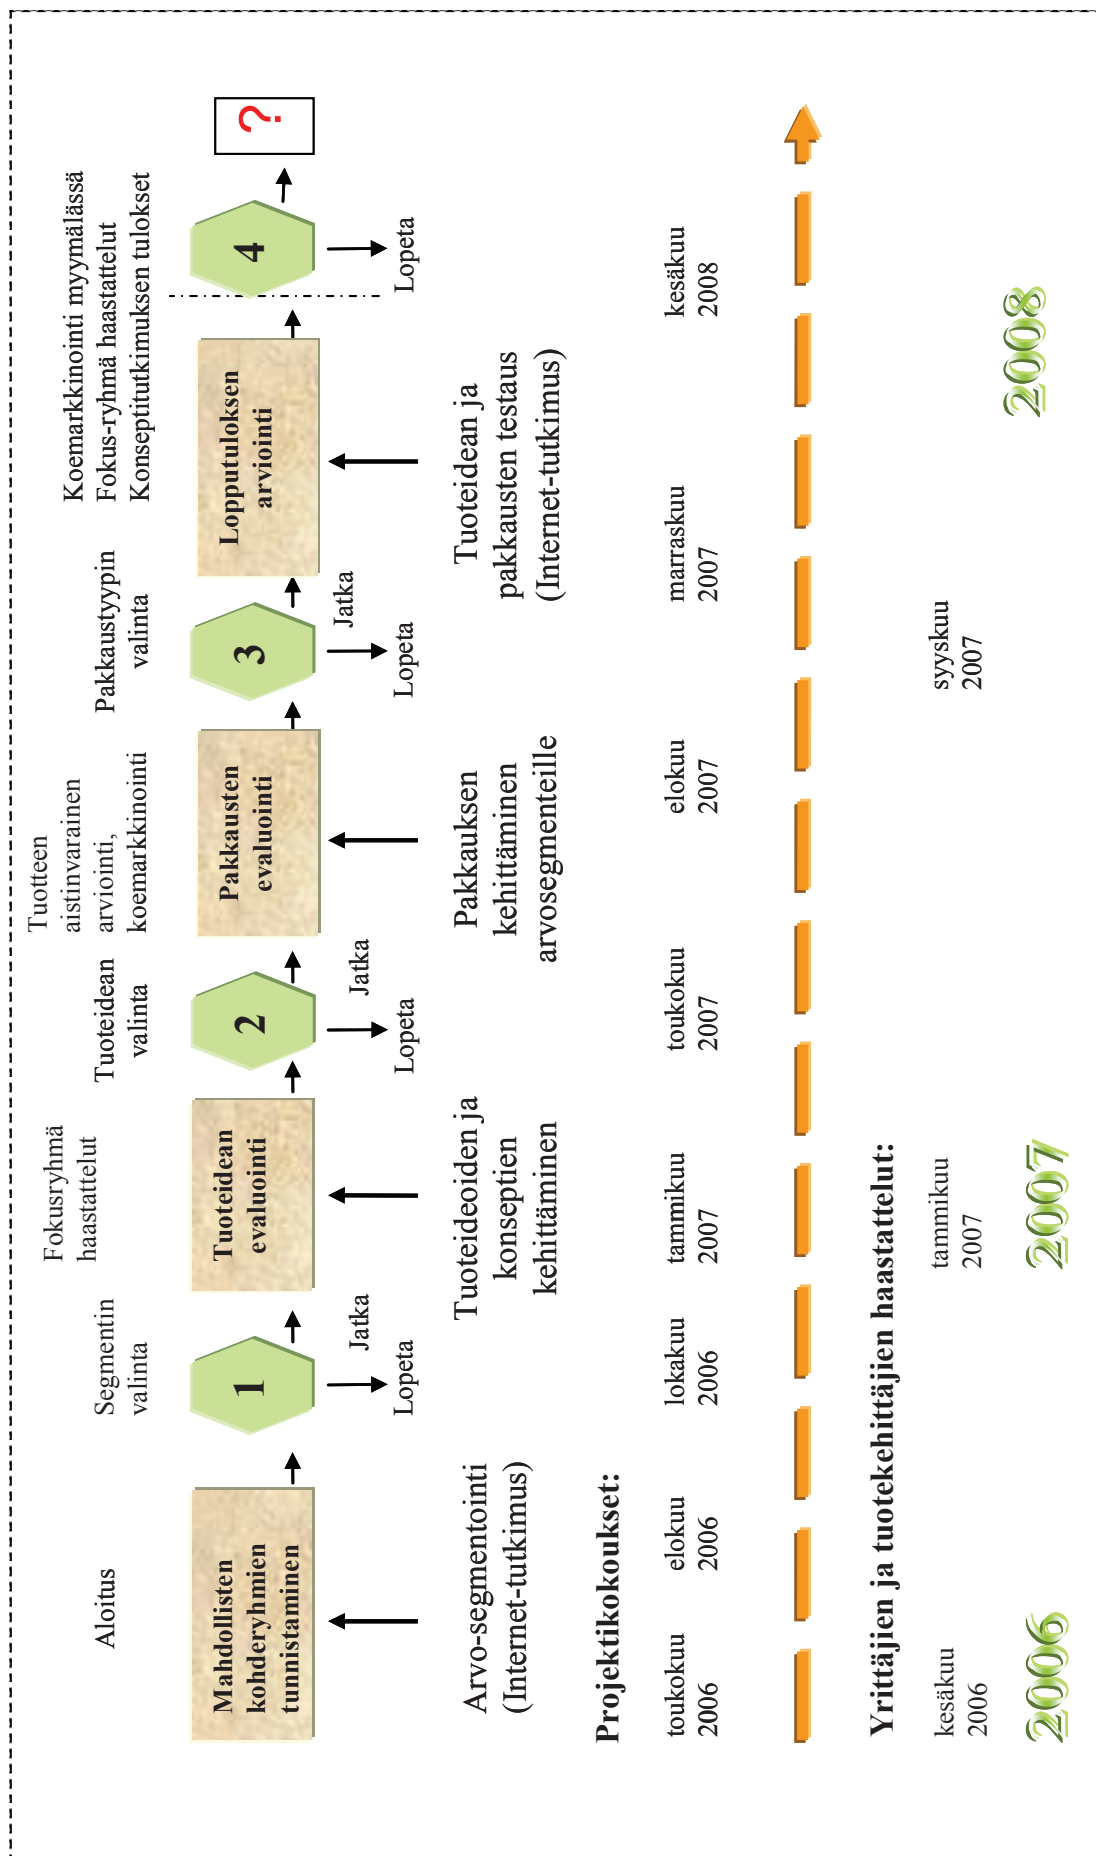 Aloitus
Segmentin
valinta
Fokusryhmä
haastattelut
Tuoteidean
valinta
Tuotteen
aistinvarainen
arviointi,
koemarkkinointi
Pakkaustyypin
valinta
Koemarkkinointi myymälässä
Fokus-ryhmä haastattelut
Konseptitutkimuksen tulokset
Mahdollisten
kohderyhmien
tunnistaminen
1
Jatka
Lopeta
Tuoteidean
evaluointi
2
Jatka
Lopeta
Pakkausten
evaluointi
3
Jatka
Lopeta
Lopputuloksen
arviointi
4
Lopeta
?
Arvo-segmentointi
(Internet-tutkimus)
Tuoteideoiden ja
konseptien
kehittäminen
Pakkauksen
kehittäminen
arvosegmenteille
Tuoteidean ja
pakkausten testaus
(Internet-tutkimus)
Projektikokoukset:
toukokuu
2006
elokuu
2006
lokakuu
2006
tammikuu
2007
toukokuu
2007
elokuu
2007
marraskuu
2007
kesäkuu
2008
Yrittäjien ja tuotekehittäjien haastattelut:
kesäkuu
2006
tammikuu
2007
syyskuu
2007
2006
2007
2008